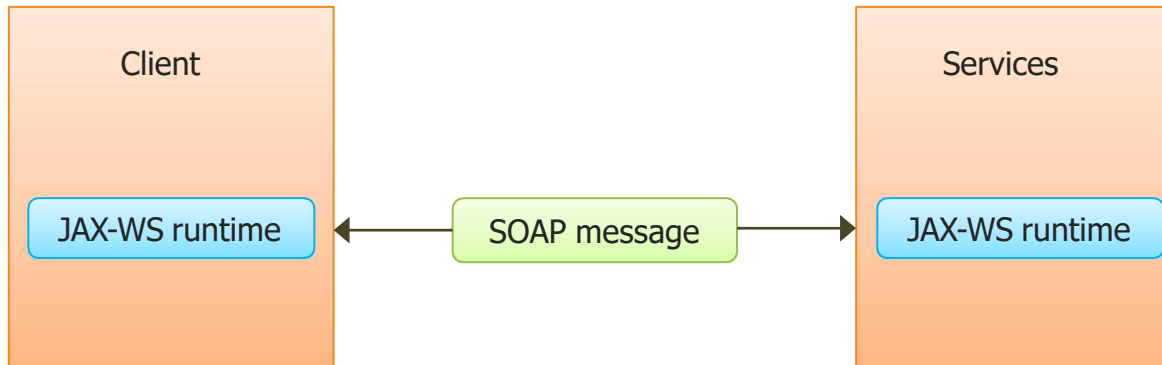 Client
Services
JAX-WS runtime
SOAP message
JAX-WS runtime